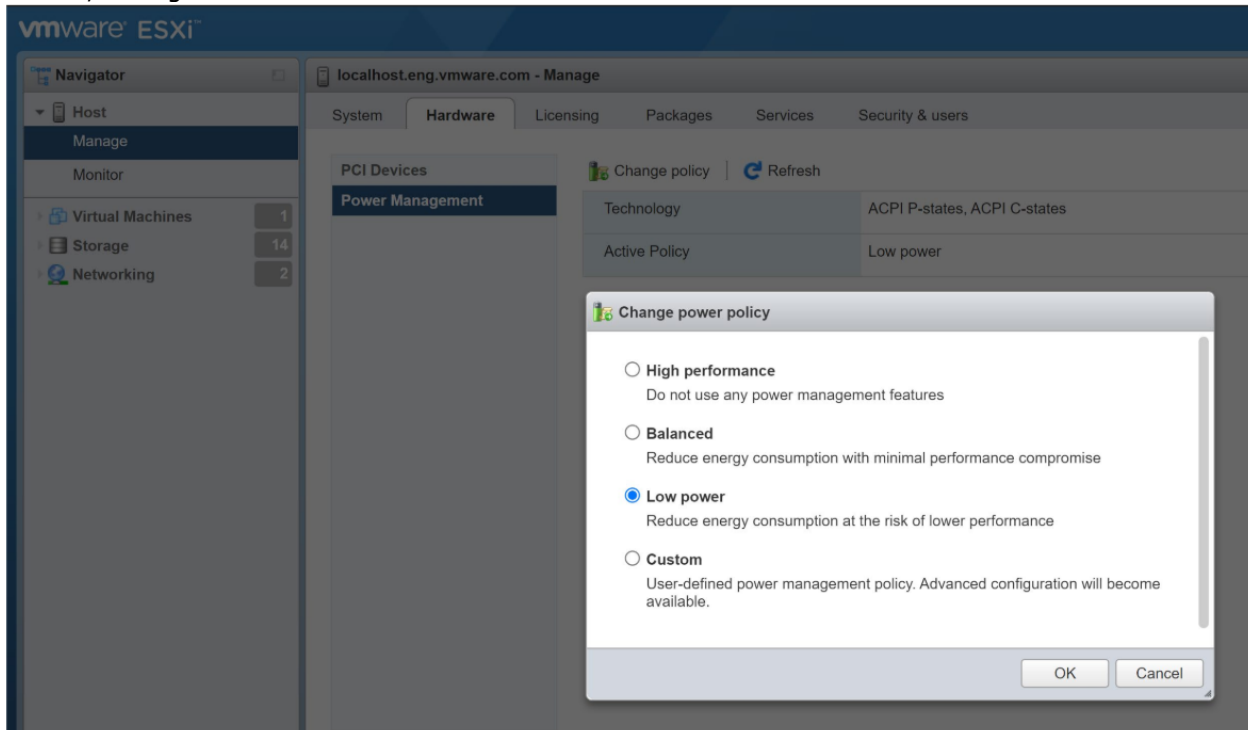 vmware ESXi™
Navigator
localhost.eng.vmware.com - Manage
Host
Manage
Monitor
Virtual Machines 1
Storage 14
Networking 2
System Hardware Licensing Packages Services Security & users
PCI Devices
Power Management
Change policy Refresh
Technology ACPI P-states, ACPI C-states
Active Policy Low power
Change power policy
High performance
Do not use any power management features
Balanced
Reduce energy consumption with minimal performance compromise
Low power
Reduce energy consumption at the risk of lower performance
Custom
User-defined power management policy. Advanced configuration will become
available.
OK Cancel